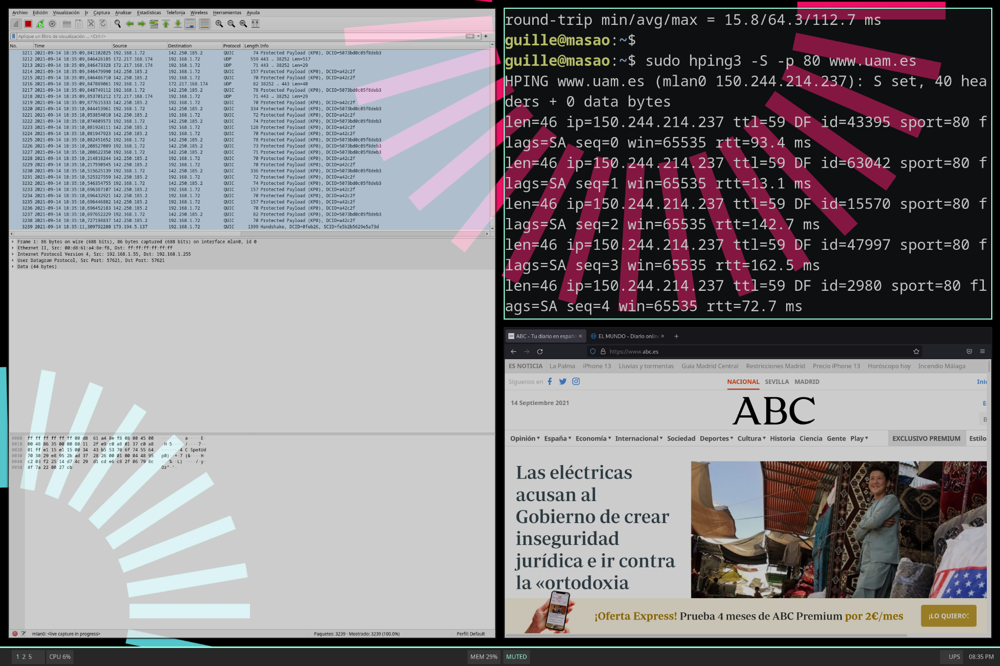 Archivo Edición Visualización Ir Captura Analizar Estadísticas Telefonía Wireless Herramientas Ayuda
Aplique un filtro de visualización ... <Ctrl-/>
No. Time Source Destination Protocol Length Info
3211 2021-09-14 18:35:09,841102025 192.168.1.72 142.250.185.2 QUIC 74 Protected Payload (KP0), DCID=5073bd0c05f8deb3
3212 2021-09-14 18:35:09,846426185 172.217.168.174 192.168.1.72 UDP 559 443 → 38252 Len=517
3213 2021-09-14 18:35:09,846473328 172.217.168.174 192.168.1.72 UDP 71 443 → 38252 Len=29
3214 2021-09-14 18:35:09,846479990 142.250.185.2 192.168.1.72 QUIC 157 Protected Payload (KP0), DCID=a42c2f
3215 2021-09-14 18:35:09,846486710 142.250.185.2 192.168.1.72 QUIC 70 Protected Payload (KP0), DCID=a42c2f
3216 2021-09-14 18:35:09,847889061 192.168.1.72 172.217.168.174 UDP 82 38252 → 443 Len=40
3217 2021-09-14 18:35:09,848749112 192.168.1.72 142.250.185.2 QUIC 78 Protected Payload (KP0), DCID=5073bd0c05f8deb3
3218 2021-09-14 18:35:09,853701212 172.217.168.174 192.168.1.72 UDP 71 443 → 38252 Len=29
3219 2021-09-14 18:35:09,877615333 142.250.185.2 192.168.1.72 QUIC 70 Protected Payload (KP0), DCID=a42c2f
3220 2021-09-14 18:35:10,044453961 192.168.1.72 142.250.185.2 QUIC 334 Protected Payload (KP0), DCID=5073bd0c05f8deb3
3221 2021-09-14 18:35:10,053854010 142.250.185.2 192.168.1.72 QUIC 72 Protected Payload (KP0), DCID=a42c2f
3222 2021-09-14 18:35:10,074809573 192.168.1.72 142.250.185.2 QUIC 74 Protected Payload (KP0), DCID=5073bd0c05f8deb3
3223 2021-09-14 18:35:10,081924111 142.250.185.2 192.168.1.72 QUIC 128 Protected Payload (KP0), DCID=a42c2f
3224 2021-09-14 18:35:10,081947923 142.250.185.2 192.168.1.72 QUIC 70 Protected Payload (KP0), DCID=a42c2f
3225 2021-09-14 18:35:10,082451652 192.168.1.72 142.250.185.2 QUIC 78 Protected Payload (KP0), DCID=5073bd0c05f8deb3
3226 2021-09-14 18:35:10,208527089 192.168.1.72 142.250.185.2 QUIC 73 Protected Payload (KP0), DCID=5073bd0c05f8deb3
3227 2021-09-14 18:35:10,208622350 192.168.1.72 142.250.185.2 QUIC 71 Protected Payload (KP0), DCID=5073bd0c05f8deb3
3228 2021-09-14 18:35:10,214818244 142.250.185.2 192.168.1.72 QUIC 70 Protected Payload (KP0), DCID=a42c2f
3229 2021-09-14 18:35:10,217590545 142.250.185.2 192.168.1.72 QUIC 70 Protected Payload (KP0), DCID=a42c2f
3230 2021-09-14 18:35:10,515625139 192.168.1.72 142.250.185.2 QUIC 336 Protected Payload (KP0), DCID=5073bd0c05f8deb3
3231 2021-09-14 18:35:10,525327559 142.250.185.2 192.168.1.72 QUIC 72 Protected Payload (KP0), DCID=a42c2f
3232 2021-09-14 18:35:10,546354755 192.168.1.72 142.250.185.2 QUIC 74 Protected Payload (KP0), DCID=5073bd0c05f8deb3
3233 2021-09-14 18:35:10,696387107 142.250.185.2 192.168.1.72 QUIC 157 Protected Payload (KP0), DCID=a42c2f
3234 2021-09-14 18:35:10,696432921 142.250.185.2 192.168.1.72 QUIC 70 Protected Payload (KP0), DCID=a42c2f
3235 2021-09-14 18:35:10,696446882 142.250.185.2 192.168.1.72 QUIC 157 Protected Payload (KP0), DCID=a42c2f
3236 2021-09-14 18:35:10,696452183 142.250.185.2 192.168.1.72 QUIC 70 Protected Payload (KP0), DCID=a42c2f
3237 2021-09-14 18:35:10,697652229 192.168.1.72 142.250.185.2 QUIC 82 Protected Payload (KP0), DCID=5073bd0c05f8deb3
3238 2021-09-14 18:35:10,727198837 142.250.185.2 192.168.1.72 QUIC 70 Protected Payload (KP0), DCID=a42c2f
3239 2021-09-14 18:35:11,309792280 173.194.5.137 192.168.1.72 QUIC 1399 Handshake, DCID=0feb26, SCID=fe5b2b5629e5a73d
Frame 1: 86 bytes on wire (688 bits), 86 bytes captured (688 bits) on interface mlan0, id 0
Ethernet II, Src: 00:d8:61:a4:8e:f8, Dst: ff:ff:ff:ff:ff:ff
Internet Protocol Version 4, Src: 192.168.1.55, Dst: 192.168.1.255
User Datagram Protocol, Src Port: 57621, Dst Port: 57621
Data (44 bytes)
0000 ff ff ff ff ff ff 00 d8 61 a4 8e f8 08 00 45 00 ········ a·····E·
0010 00 48 86 35 00 00 80 11 2f e9 c0 a8 01 37 c0 a8 ·H·5···· /····7··
0020 01 ff e1 15 e1 15 00 34 43 b5 53 70 6f 74 55 64 ·······4 C·SpotUd
0030 70 30 29 e8 95 2b ad 37 28 26 00 01 00 04 48 95 p0)··+·7 (&····H·
0040 c2 03 f2 25 14 d7 4c 29 d1 cd e6 c8 2f 06 79 8c ···%··L) ····/·y·
0050 4f 7a 22 00 27 cb Oz"·'·
mlan0: <live capture in progress> Paquetes: 3239 · Mostrado: 3239 (100.0%) Perfil: Default
round-trip min/avg/max = 15.8/64.3/112.7 ms
guille@masao:~$
guille@masao:~$ sudo hping3 -S -p 80 www.uam.es
HPING www.uam.es (mlan0 150.244.214.237): S set, 40 hea
ders + 0 data bytes
len=46 ip=150.244.214.237 ttl=59 DF id=43395 sport=80 f
lags=SA seq=0 win=65535 rtt=93.4 ms
len=46 ip=150.244.214.237 ttl=59 DF id=63042 sport=80 f
lags=SA seq=1 win=65535 rtt=13.1 ms
len=46 ip=150.244.214.237 ttl=59 DF id=15570 sport=80 f
lags=SA seq=2 win=65535 rtt=142.7 ms
len=46 ip=150.244.214.237 ttl=59 DF id=47997 sport=80 f
lags=SA seq=3 win=65535 rtt=162.5 ms
len=46 ip=150.244.214.237 ttl=59 DF id=2980 sport=80 fl
ags=SA seq=4 win=65535 rtt=72.7 ms
ABC - Tu diario en españo EL MUNDO - Diario online
https://www.abc.es
ES NOTICIA La Palma iPhone 13 Lluvias y tormentas Guía Madrid Central Restricciones Madrid Precio iPhone 13 Horóscopo hoy Incendio Málaga
Síguenos en NACIONAL SEVILLA MADRID Inic
14 Septiembre 2021
ABC
Opinión España Economía Internacional Sociedad Deportes Cultura Historia Ciencia Gente Play EXCLUSIVO PREMIUM Estilo
Las eléctricas
acusan al
Gobierno de crear
inseguridad
jurídica e ir contra
la «ortodoxia
¡Oferta Express! Prueba 4 meses de ABC Premium por 2€/mes ¡LO QUIERO!
1 2 5 CPU 6% MEM 29% MUTED UPS 08:35 PM